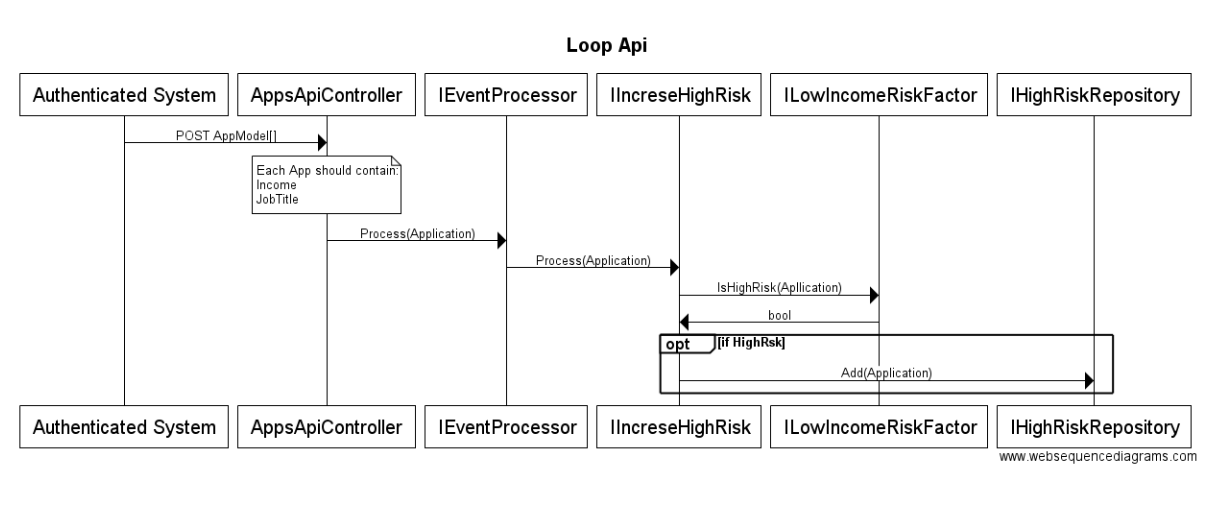 Loop Api
Authenticated System
AppsApiController
IEventProcessor
IIncreseHighRisk
ILowIncomeRiskFactor
IHighRiskRepository
POST AppModel[]
Each App should contain:
Income
JobTitle
Process(Application)
Process(Application)
IsHighRisk(Apllication)
bool
opt [if HighRsk]
Add(Application)
Authenticated System
AppsApiController
IEventProcessor
IIncreseHighRisk
ILowIncomeRiskFactor
IHighRiskRepository
www.websequencediagrams.com